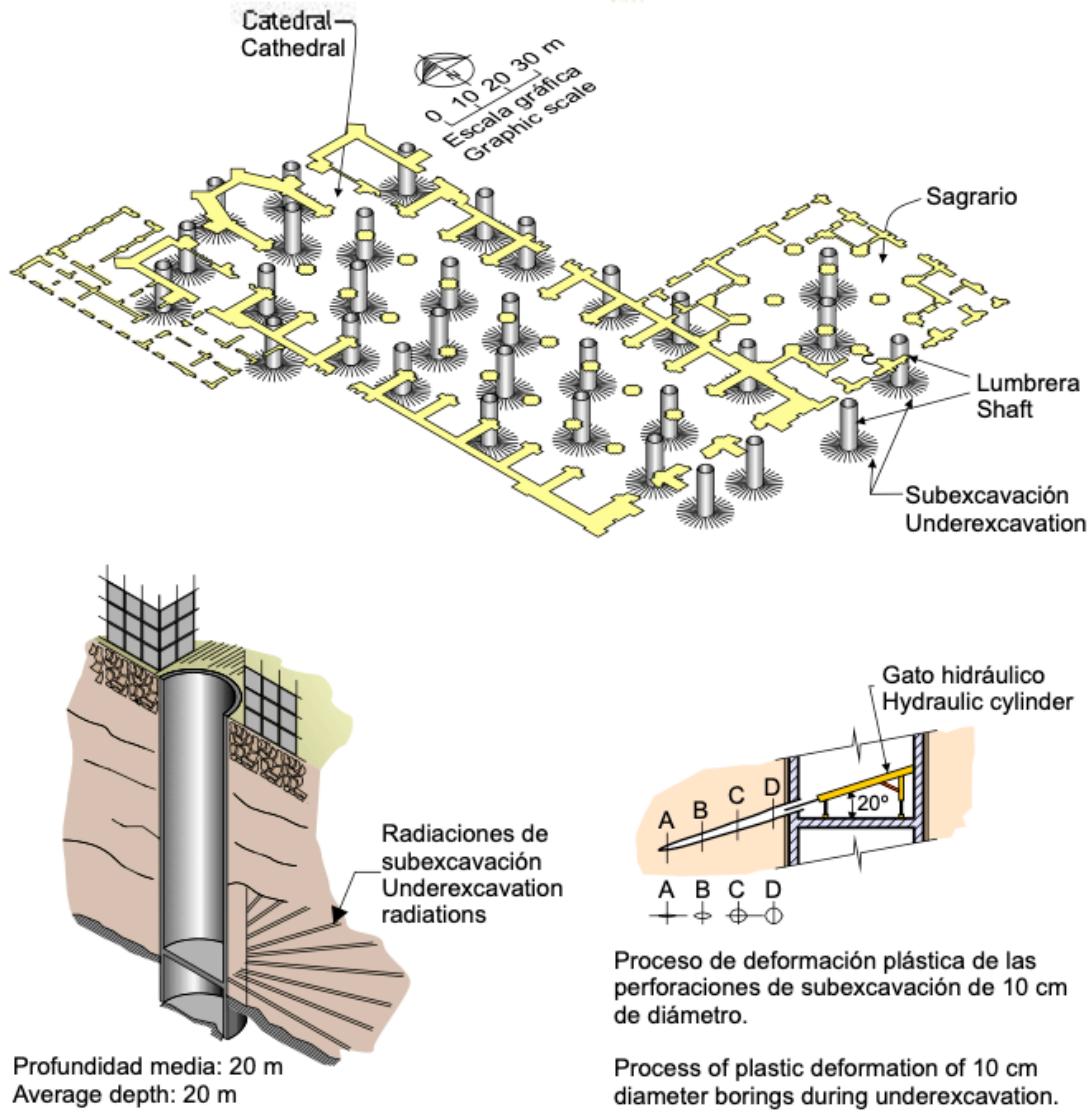 Catedral
Cathedral
N
0 10 20 30 m
Escala gráfica
Graphic scale
Sagrario
Lumbrera
Shaft
Subexcavación
Underexcavation
Gato hidráulico
Hydraulic cylinder
20º
A B C D
A B C D
Radiaciones de
subexcavación
Underexcavation
radiations
Profundidad media: 20 m
Average depth: 20 m
Proceso de deformación plástica de las
perforaciones de subexcavación de 10 cm
de diámetro.
Process of plastic deformation of 10 cm
diameter borings during underexcavation.